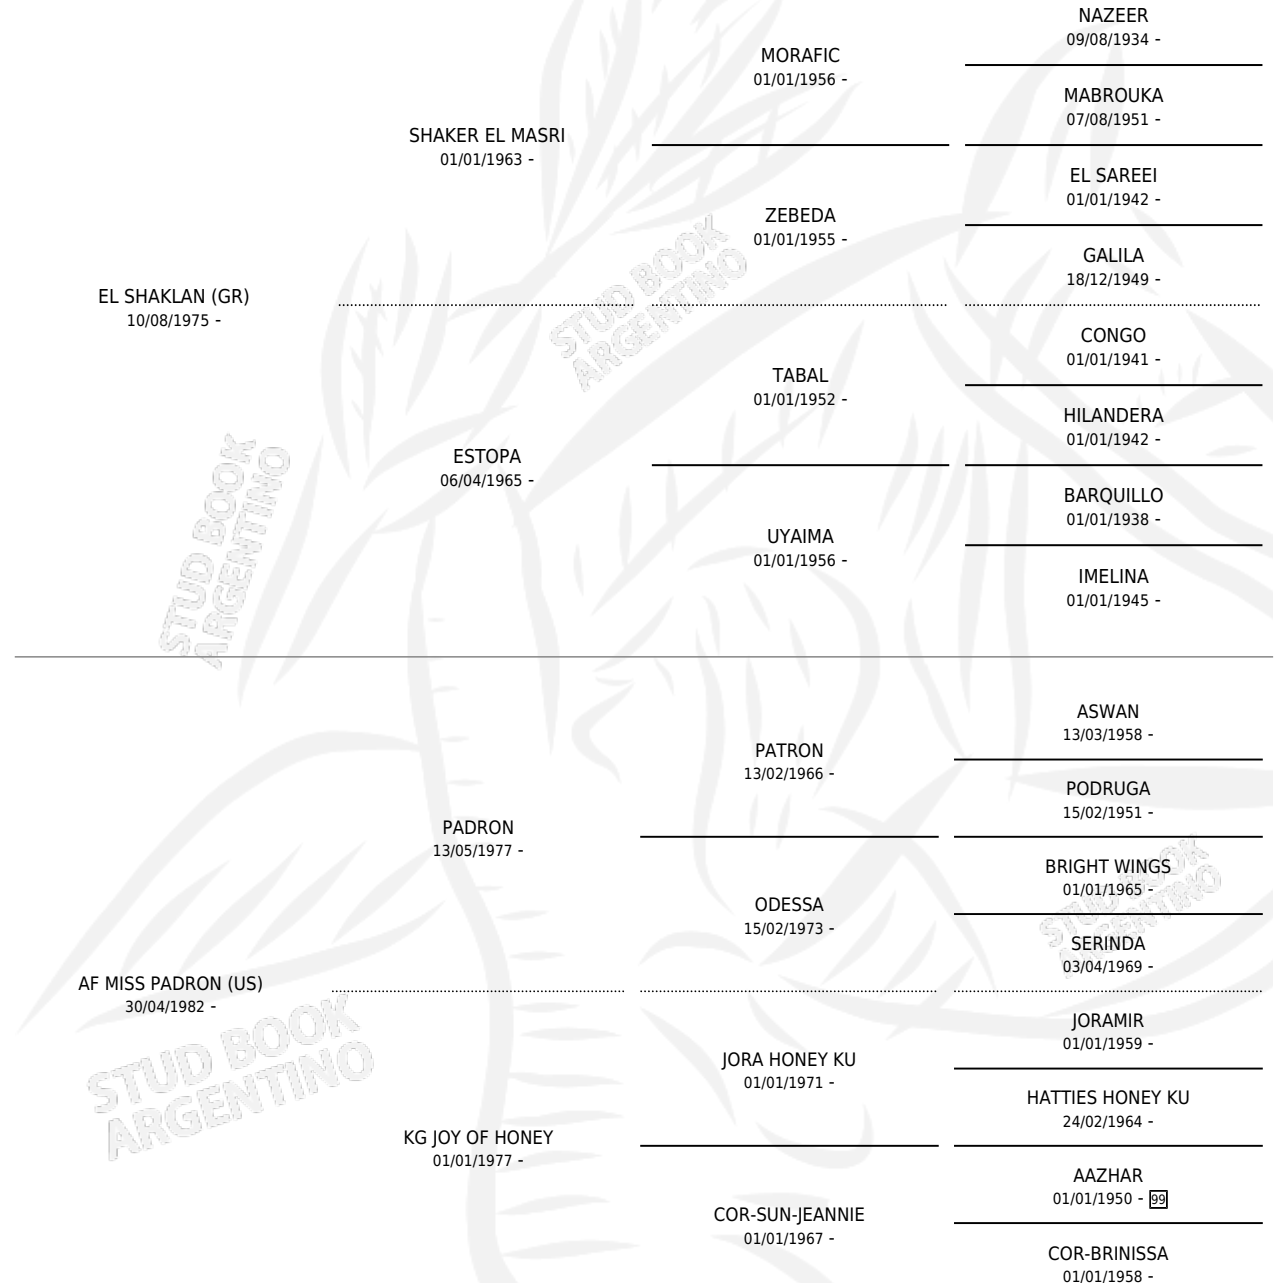 NAZEER
09/08/1934 -
MORAFIC
01/01/1956 -
MABROUKA
07/08/1951 -
SHAKER EL MASRI
01/01/1963 -
EL SAREEI
01/01/1942 -
ZEBEDA
01/01/1955 -
GALILA
18/12/1949 -
EL SHAKLAN (GR)
10/08/1975 -
CONGO
01/01/1941 -
TABAL
01/01/1952 -
HILANDERA
01/01/1942 -
ESTOPA
06/04/1965 -
BARQUILLO
01/01/1938 -
UYAIMA
01/01/1956 -
IMELINA
01/01/1945 -
STUD BOOK
ARGENTINO
STUD BOOK
ARGENTINO
ASWAN
13/03/1958 -
PATRON
13/02/1966 -
PODRUGA
15/02/1951 -
PADRON
13/05/1977 -
BRIGHT WINGS
01/01/1965 -
ODESSA
15/02/1973 -
SERINDA
03/04/1969 -
STUD BOOK
ARGENTINO
AF MISS PADRON (US)
30/04/1982 -
JORAMIR
01/01/1959 -
JORA HONEY KU
01/01/1971 -
HATTIES HONEY KU
24/02/1964 -
STUD BOOK
ARGENTINO
KG JOY OF HONEY
01/01/1977 -
AAZHAR
01/01/1950 - 99
COR-SUN-JEANNIE
01/01/1967 -
COR-BRINISSA
01/01/1958 -